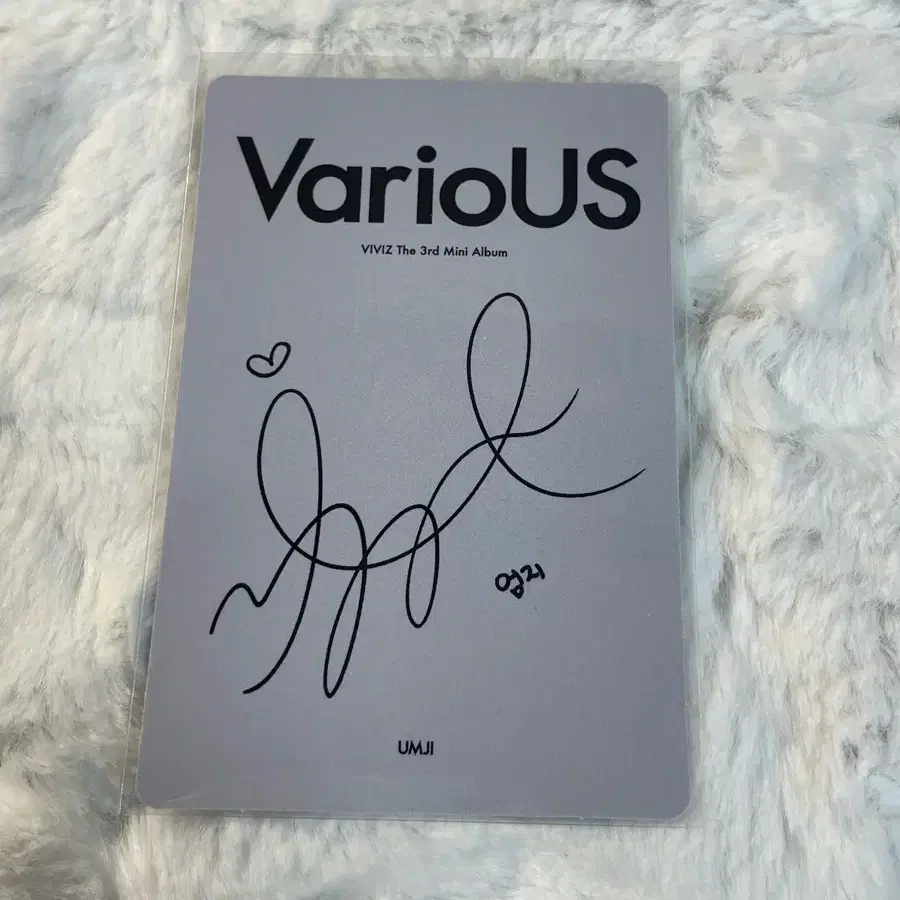 VarioUS
VIVIZ The 3rd Mini Album
엄지
UMJI